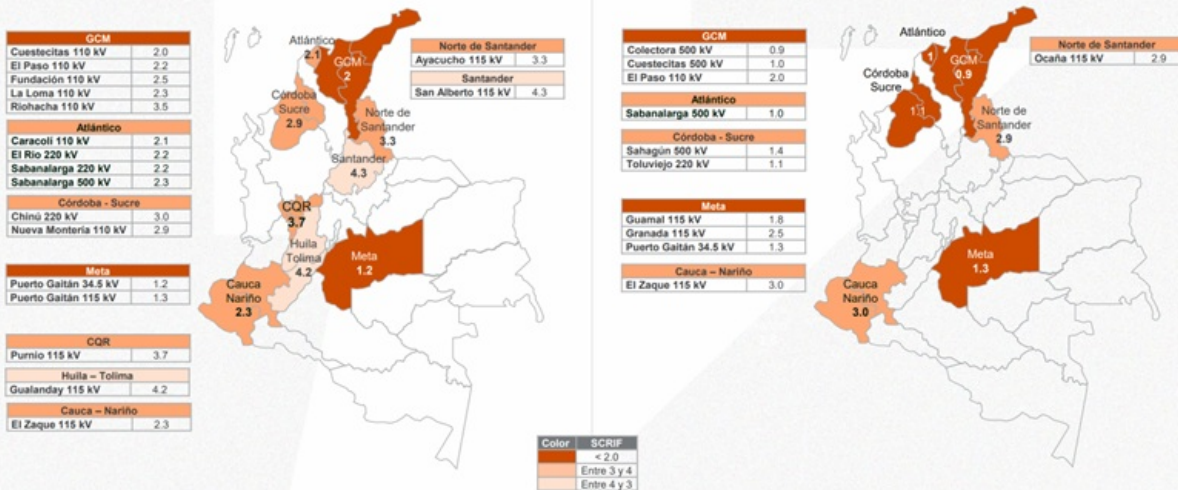 GCM
Cuestecitas 110 kV 2.0
El Paso 110 kV 2.2
Fundación 110 kV 2.5
La Loma 110 kV 2.3
Riohacha 110 kV 3.5
Atlántico
Caracolí 110 kV 2.1
El Río 220 kV 2.2
Sabanalarga 220 kV 2.2
Sabanalarga 500 kV 2.3
Córdoba - Sucre
Chinú 220 kV 3.0
Nueva Montería 110 kV 2.9
Meta
Puerto Gaitán 34.5 kV 1.2
Puerto Gaitán 115 kV 1.3
CQR
Purnio 115 kV 3.7
Huila – Tolima
Gualanday 115 kV 4.2
Cauca – Nariño
El Zaque 115 kV 2.3
Atlántico
2.1
GCM
2
Córdoba
Sucre
2.9
Norte de
Santander
3.3
Santander
4.3
CQR
3.7
Huila
Tolima
4.2
Meta
1.2
Cauca
Nariño
2.3
Norte de Santander
Ayacucho 115 kV 3.3
Santander
San Alberto 115 kV 4.3
GCM
Colectora 500 kV 0.9
Cuestecitas 500 kV 1.0
El Paso 110 kV 2.0
Atlántico
Sabanalarga 500 kV 1.0
Córdoba - Sucre
Sahagún 500 kV 1.4
Toluviejo 220 kV 1.1
Meta
Guamal 115 kV 1.8
Granada 115 kV 2.5
Puerto Gaitán 34.5 kV 1.3
Cauca – Nariño
El Zaque 115 kV 3.0
Atlántico
1
GCM
0.9
Córdoba
Sucre
1.1
Norte de
Santander
2.9
Meta
1.3
Cauca
Nariño
3.0
Norte de Santander
Ocaña 115 kV 2.9
Color SCRIF
< 2.0
Entre 3 y 4
Entre 4 y 3